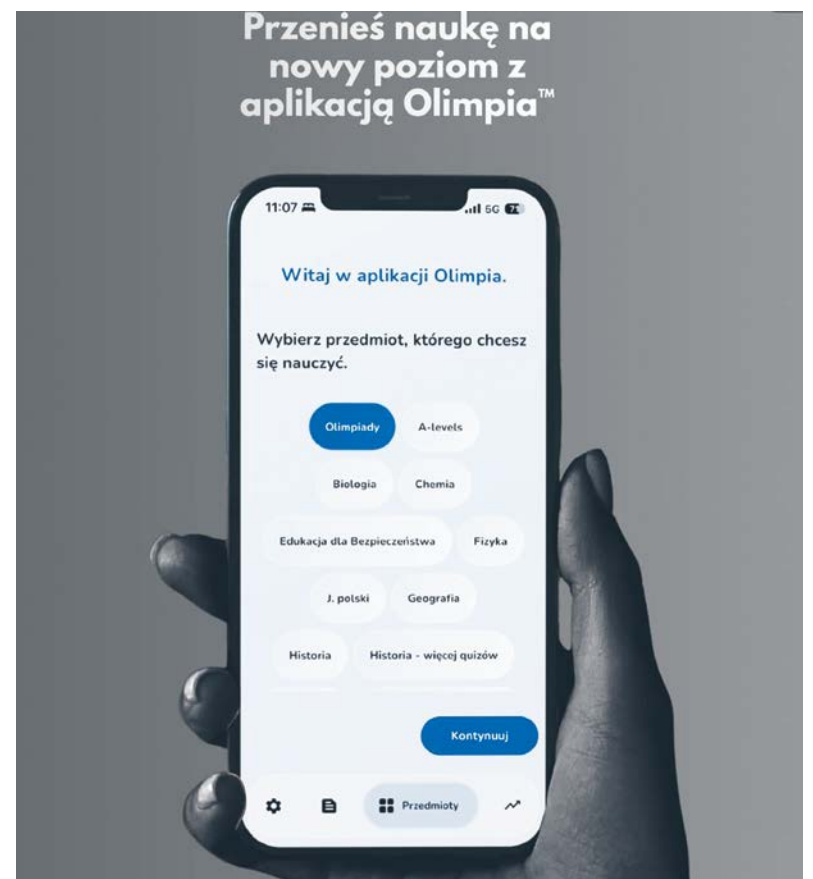 Przenieś naukę na
nowy poziom z
aplikacją Olimpia™
11:07 5G 71
Witaj w aplikacji Olimpia.
Wybierz przedmiot, którego chcesz
się nauczyć.
Olimpiady A-levels
Biologia Chemia
Edukacja dla Bezpieczeństwa Fizyka
J. polski Geografia
Historia Historia - więcej quizów
Kontynuuj
Przedmioty